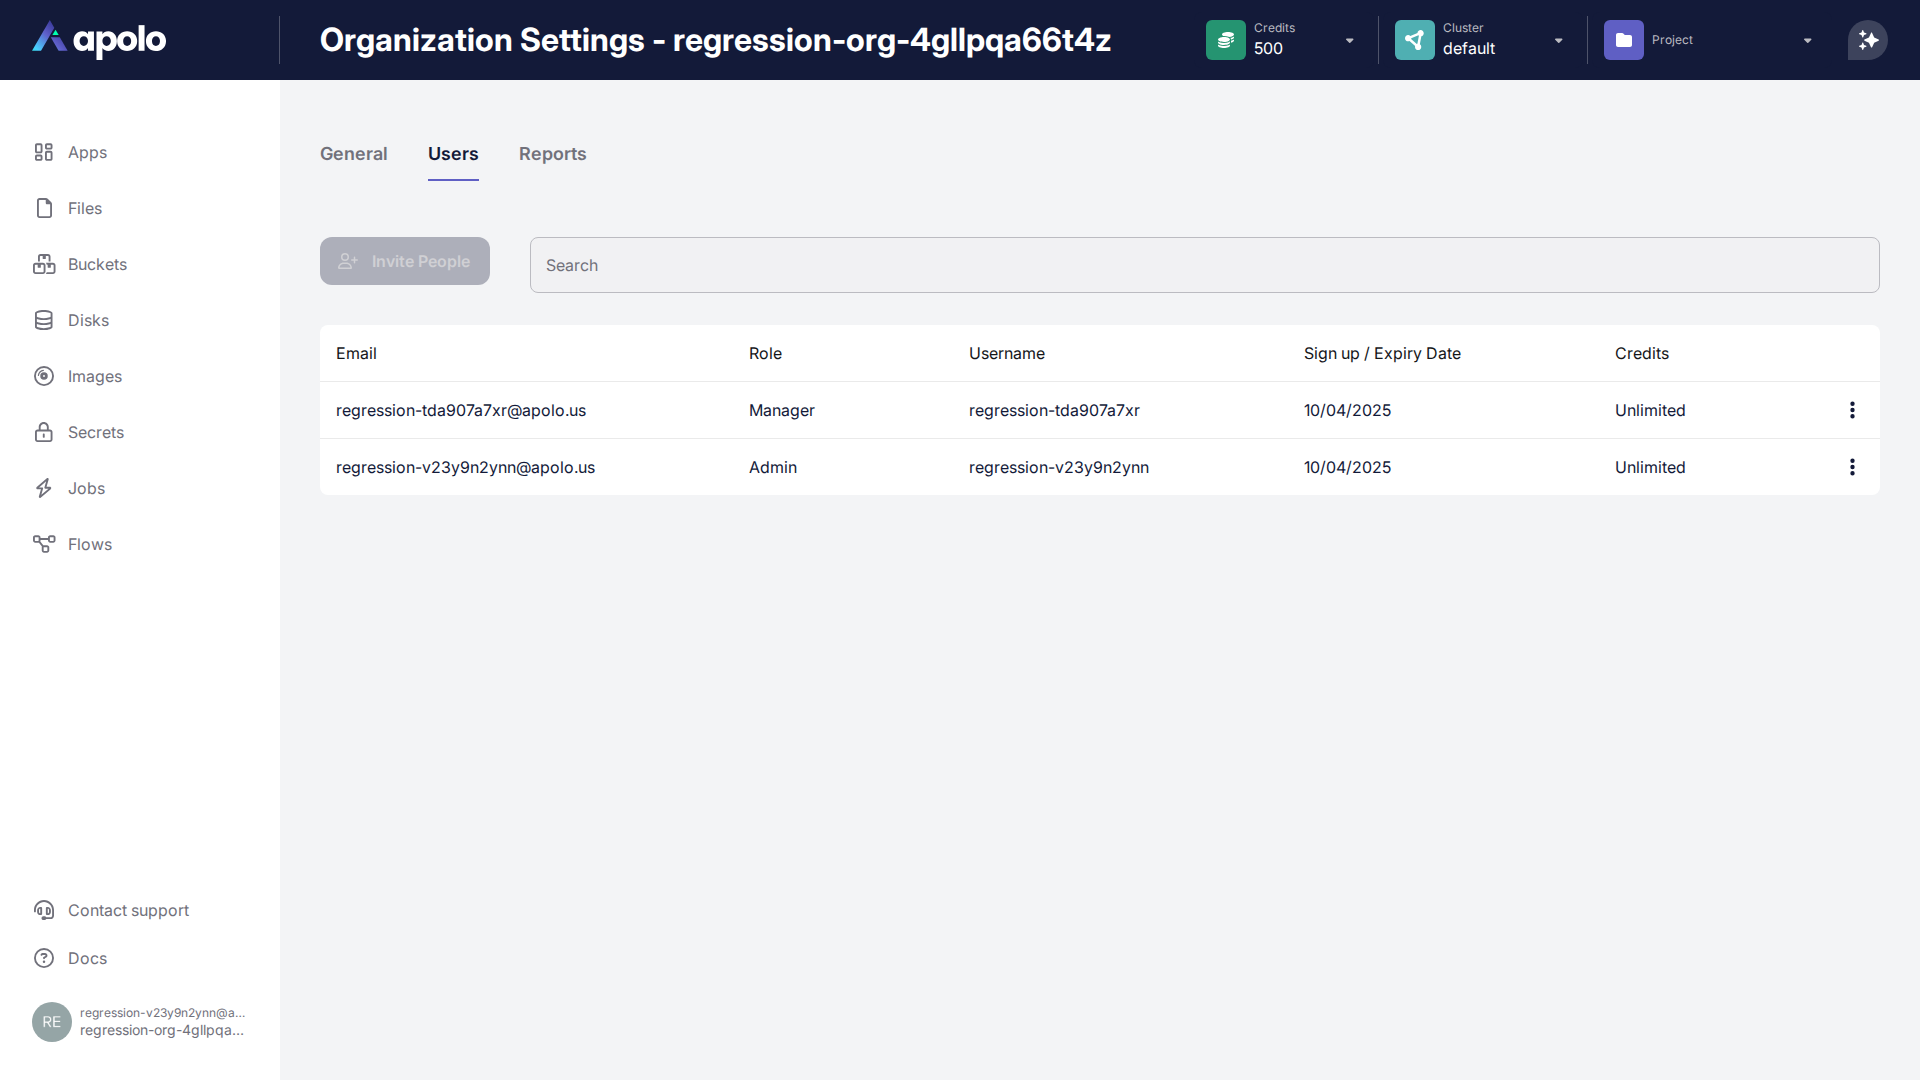 apolo
Organization Settings - regression-org-4gllpqa66t4z
Credits
500
Cluster
default
Project
Apps
Files
Buckets
Disks
Images
Secrets
Jobs
Flows
General Users Reports
Invite People
Search
Email Role Username Sign up / Expiry Date Credits
regression-tda907a7xr@apolo.us Manager regression-tda907a7xr 10/04/2025 Unlimited
regression-v23y9n2ynn@apolo.us Admin regression-v23y9n2ynn 10/04/2025 Unlimited
Contact support
Docs
RE
regression-v23y9n2ynn@a...
regression-org-4gllpqa...